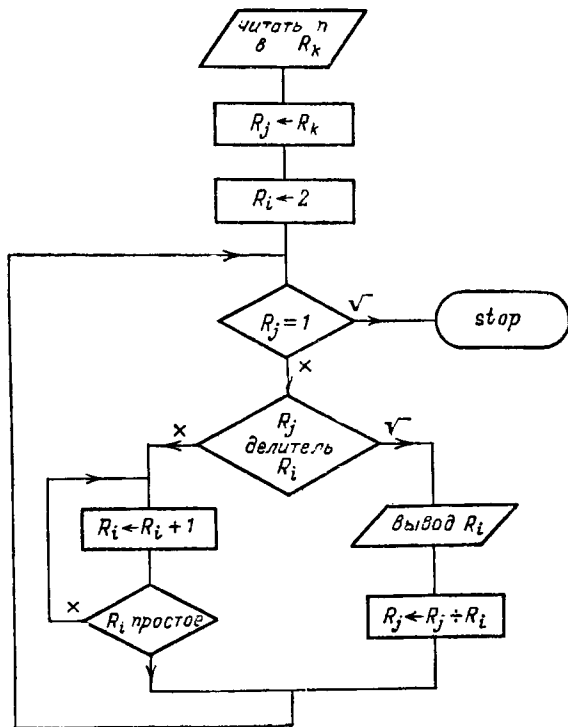 читать n
в R_k
R_j ← R_k
R_i ← 2
R_j = 1
√
stop
×
R_j
делитель
R_i
×
√
R_i ← R_i + 1
вывод R_i
R_i простое
×
R_j ← R_j ÷ R_i